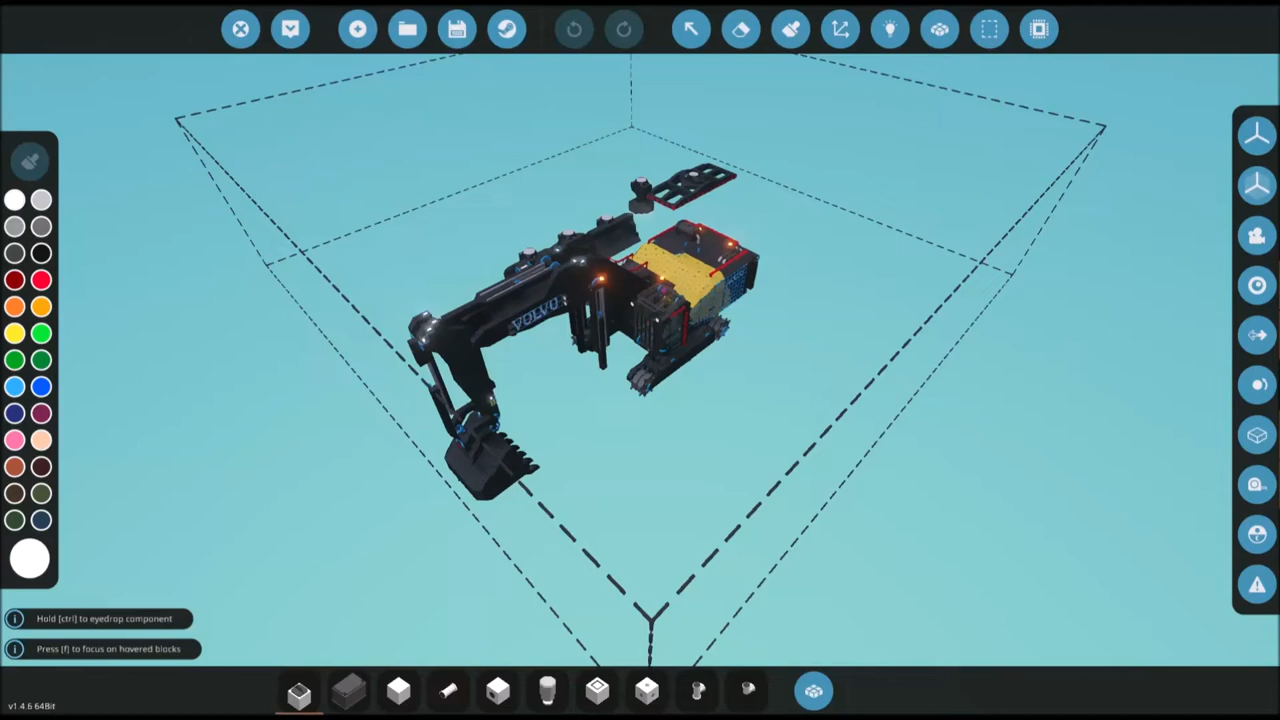 VOLVO
Hold [ctrl] to eyedrop component
Press [f] to focus on hovered blocks
v1.4.6 64Bit